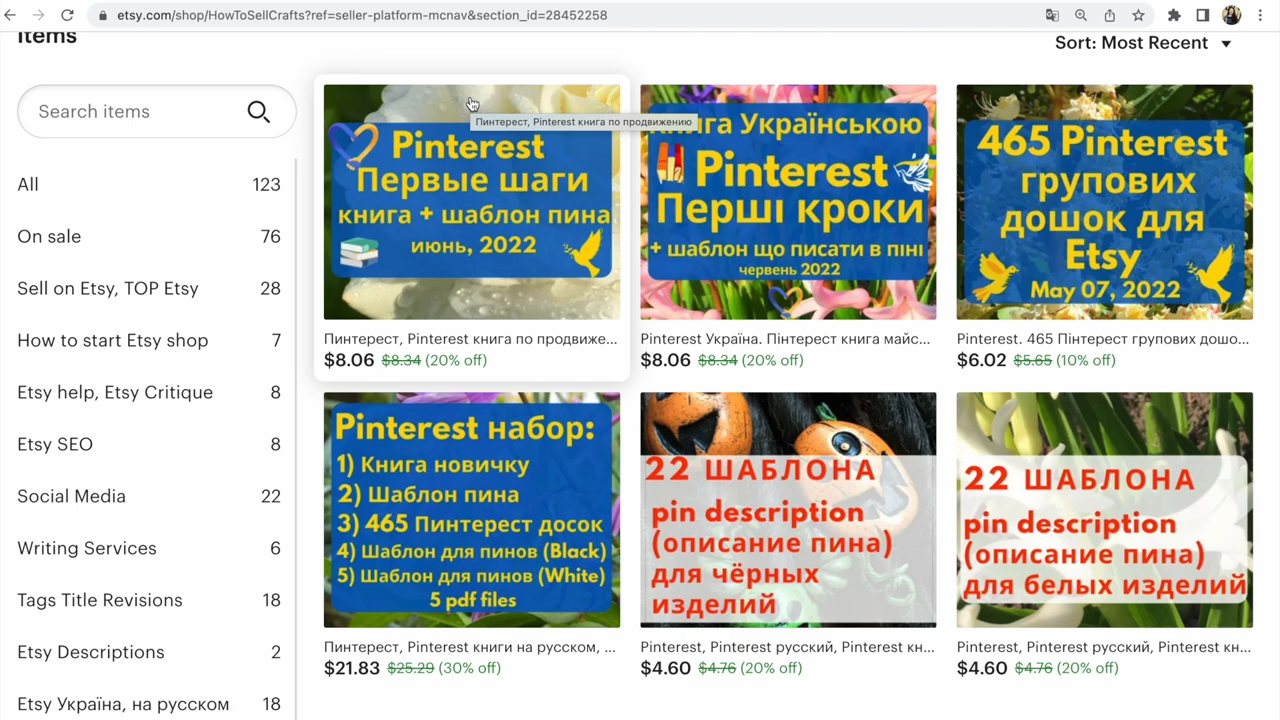 etsy.com/shop/HowToSellCrafts?ref=seller-platform-mcnav&section_id=28452258
Items
Sort: Most Recent
Search items
All 123
On sale 76
Sell on Etsy, TOP Etsy 28
How to start Etsy shop 7
Etsy help, Etsy Critique 8
Etsy SEO 8
Social Media 22
Writing Services 6
Tags Title Revisions 18
Etsy Descriptions 2
Etsy Україна, на русском 18
Пинтерест, Pinterest книга по продвижению
Pinterest
Первые шаги
книга + шаблон пина
июнь, 2022
Пинтерест, Pinterest книга по продвиже...
$8.06 $8.34 (20% off)
Книга Українською
Pinterest
Перші кроки
+ шаблон що писати в піні
червень 2022
Pinterest Україна. Пінтерест книга майс...
$8.06 $8.34 (20% off)
465 Pinterest
групових
дошок для
Etsy
May 07, 2022
Pinterest. 465 Пінтерест групових дошо...
$6.02 $5.65 (10% off)
Pinterest набор:
1) Книга новичку
2) Шаблон пина
3) 465 Пинтерест досок
4) Шаблон для пинов (Black)
5) Шаблон для пинов (White)
5 pdf files
Пинтерест, Pinterest книги на русском, ...
$21.83 $25.29 (30% off)
22 ШАБЛОНА
pin description
(описание пина)
для чёрных
изделий
Pinterest, Pinterest русский, Pinterest кн...
$4.60 $4.76 (20% off)
22 ШАБЛОНА
pin description
(описание пина)
для белых изделий
Pinterest, Pinterest русский, Pinterest кн...
$4.60 $4.76 (20% off)